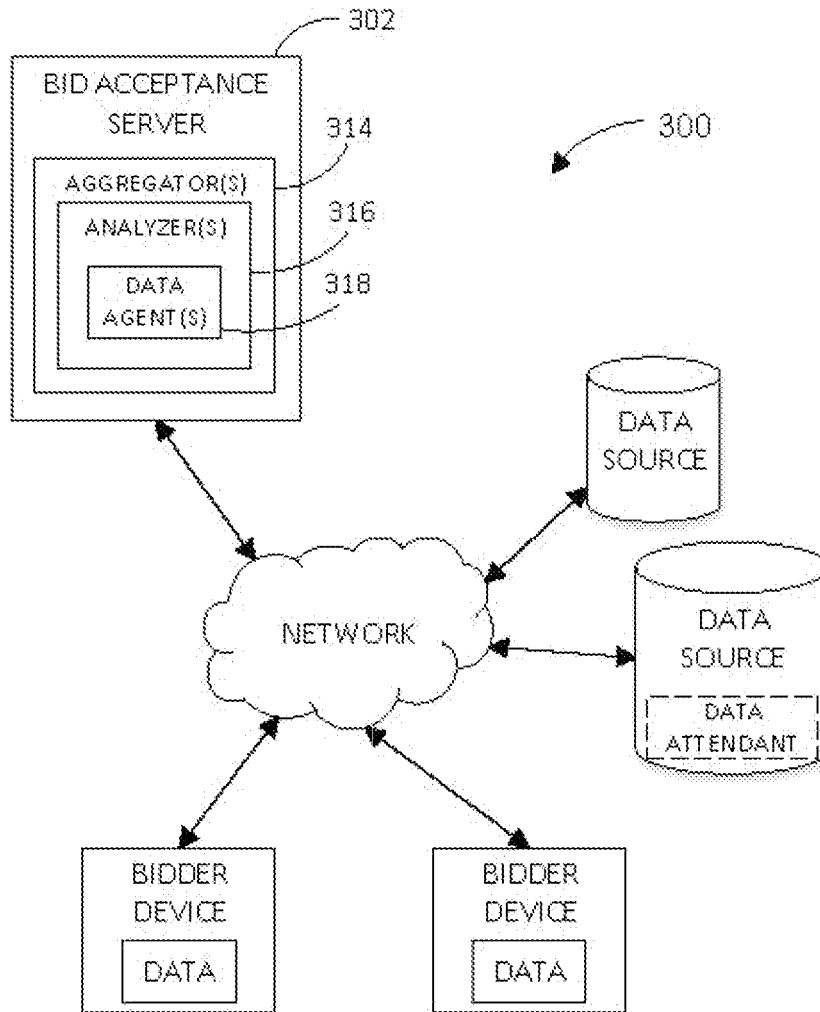 302
BID ACCEPTANCE
SERVER
314
300
AGGREGATOR(S)
316
ANALYZER(S)
318
DATA
AGENT(S)
DATA
SOURCE
NETWORK
DATA
SOURCE
DATA
ATTENDANT
BIDDER
DEVICE
DATA
BIDDER
DEVICE
DATA